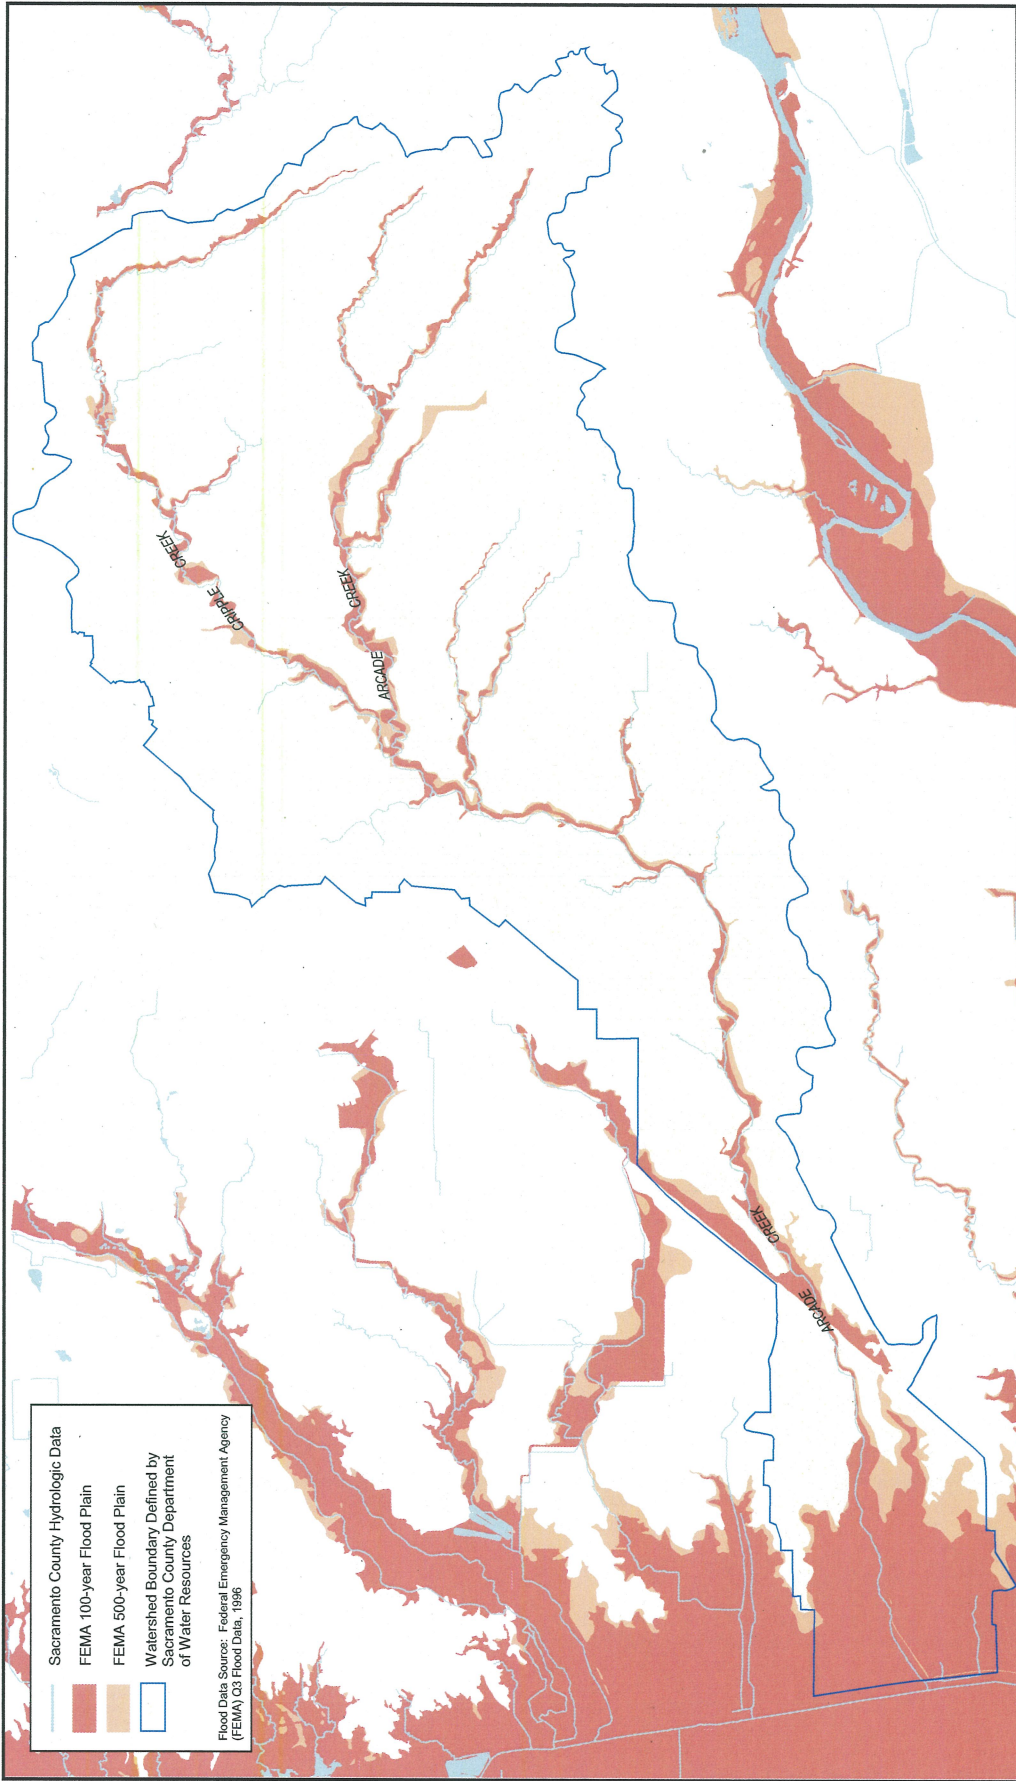 Sacramento County Hydrologic Data
FEMA 100-year Flood Plain
FEMA 500-year Flood Plain
Watershed Boundary Defined by
Sacramento County Department
of Water Resources
Flood Data Source: Federal Emergency Management Agency
(FEMA) Q3 Flood Data, 1996
CRIPPLE CREEK
ARCADE CREEK
ARCADE CREEK